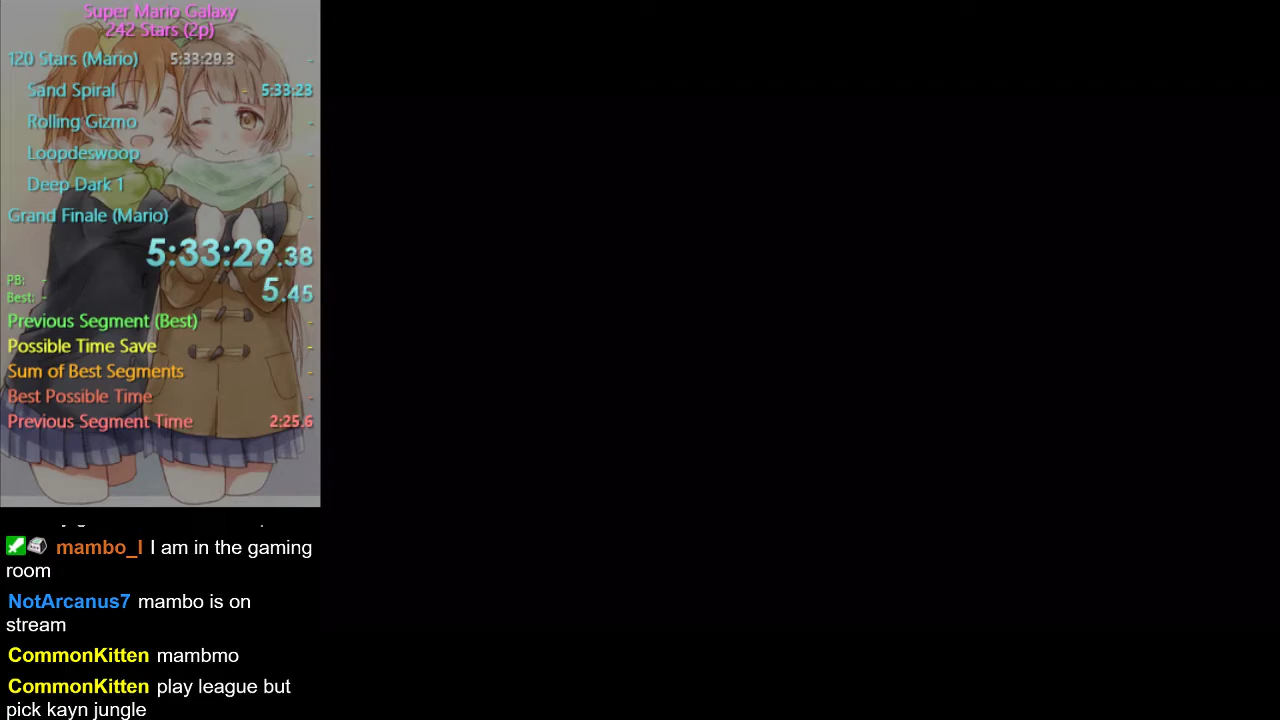 Super Mario Galaxy
242 Stars (2p)
120 Stars (Mario) 5:33:29.3 -
Sand Spiral - 5:33:23
Rolling Gizmo -
Loopdeswoop -
Deep Dark 1 -
Grand Finale (Mario) -
5:33:29.38
PB: -
5.45
Best: -
Previous Segment (Best) -
Possible Time Save -
Sum of Best Segments -
Best Possible Time -
Previous Segment Time 2:25.6
mambo_l I am in the gaming
room
NotArcanus7 mambo is on
stream
CommonKitten mambmo
CommonKitten play league but
pick kayn jungle